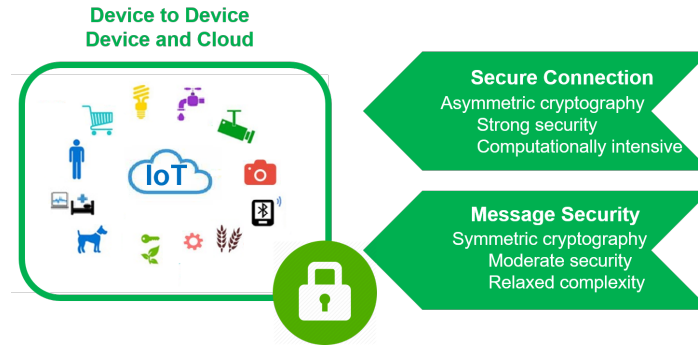 Device to Device
Device and Cloud
IoT
Secure Connection
Asymmetric cryptography
Strong security
Computationally intensive
Message Security
Symmetric cryptography
Moderate security
Relaxed complexity